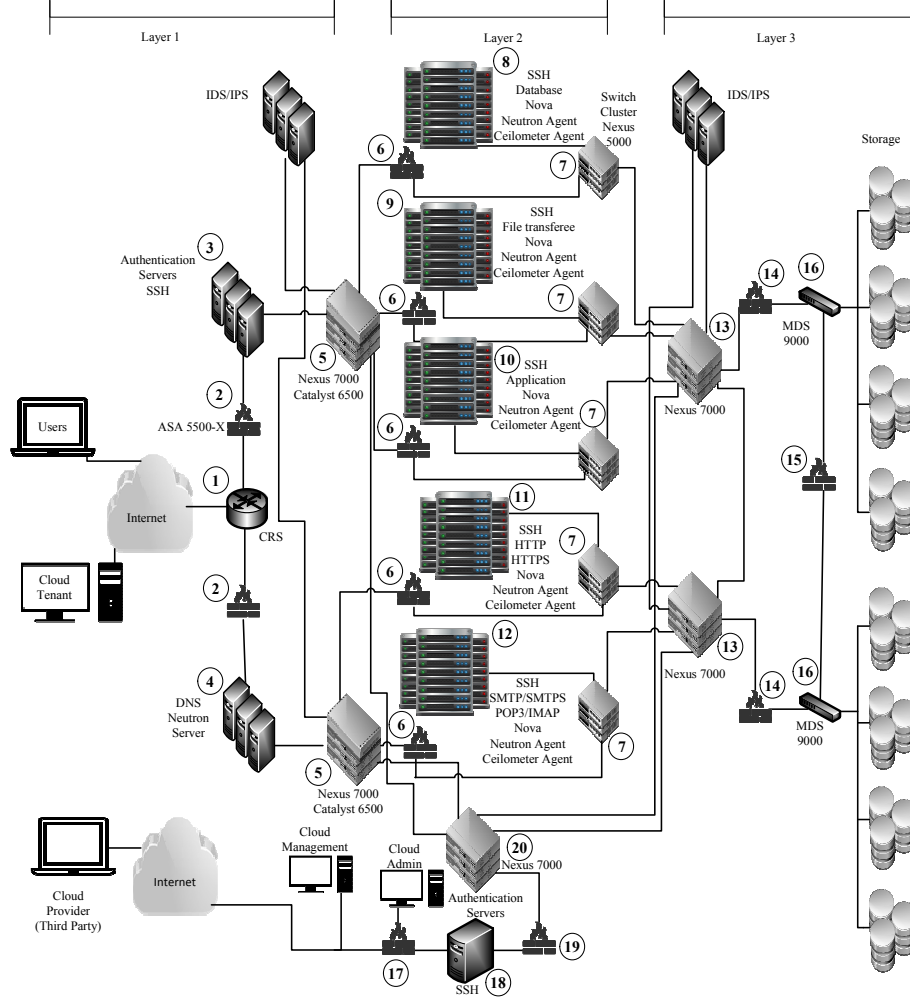 Layer 1
Layer 2
Layer 3
IDS/IPS
8
SSH
Database
Nova
Neutron Agent
Ceilometer Agent
Switch
Cluster
Nexus
5000
IDS/IPS
Storage
6
7
9
SSH
File transferee
Nova
Neutron Agent
Ceilometer Agent
3
Authentication
Servers
SSH
6
7
14
16
MDS
9000
13
Nexus 7000
5
Nexus 7000
Catalyst 6500
10
SSH
Application
Nova
Neutron Agent
Ceilometer Agent
2
ASA 5500-X
6
7
Users
Internet
1
CRS
15
11
SSH
HTTP
HTTPS
Nova
Neutron Agent
Ceilometer Agent
7
Cloud
Tenant
2
6
13
Nexus 7000
12
SSH
SMTP/SMTPS
POP3/IMAP
Nova
Neutron Agent
Ceilometer Agent
4
DNS
Neutron
Server
14
16
MDS
9000
6
7
5
Nexus 7000
Catalyst 6500
Cloud
Management
Cloud
Admin
20
Nexus 7000
Internet
Cloud
Provider
(Third Party)
Authentication
Servers
17
SSH
18
19